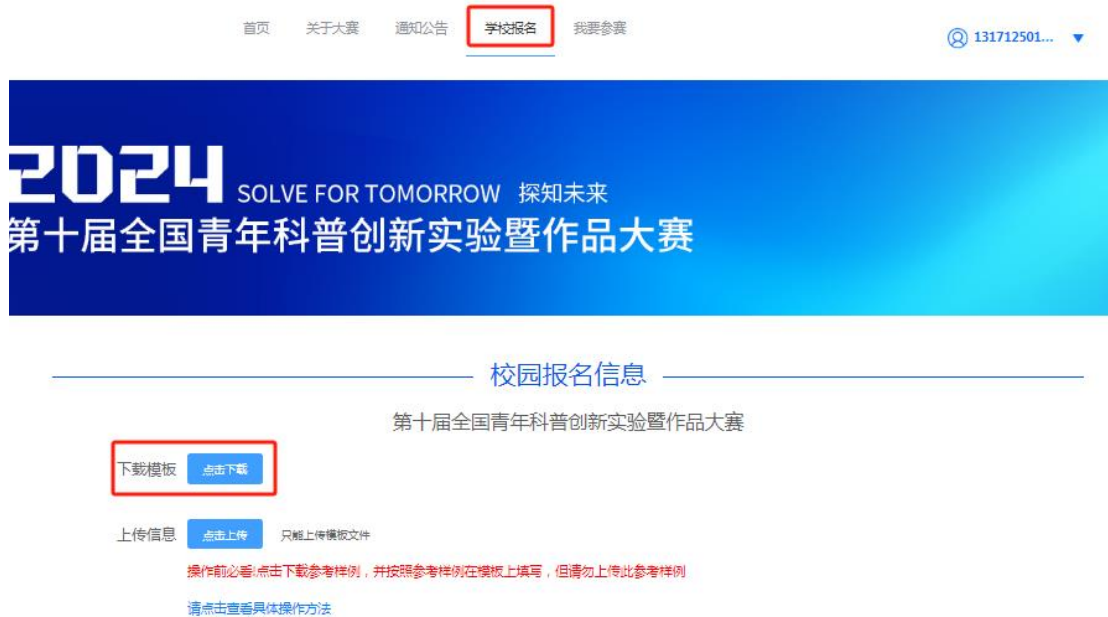 首页 关于大赛 通知公告 学校报名 我要参赛 131712501...
2024 SOLVE FOR TOMORROW 探知未来
第十届全国青年科普创新实验暨作品大赛
校园报名信息
第十届全国青年科普创新实验暨作品大赛
下载模板 点击下载
上传信息 点击上传 只能上传模板文件
操作前必看!点击下载参考样例，并按照参考样例在模板上填写，但请勿上传此参考样例
请点击查看具体操作方法